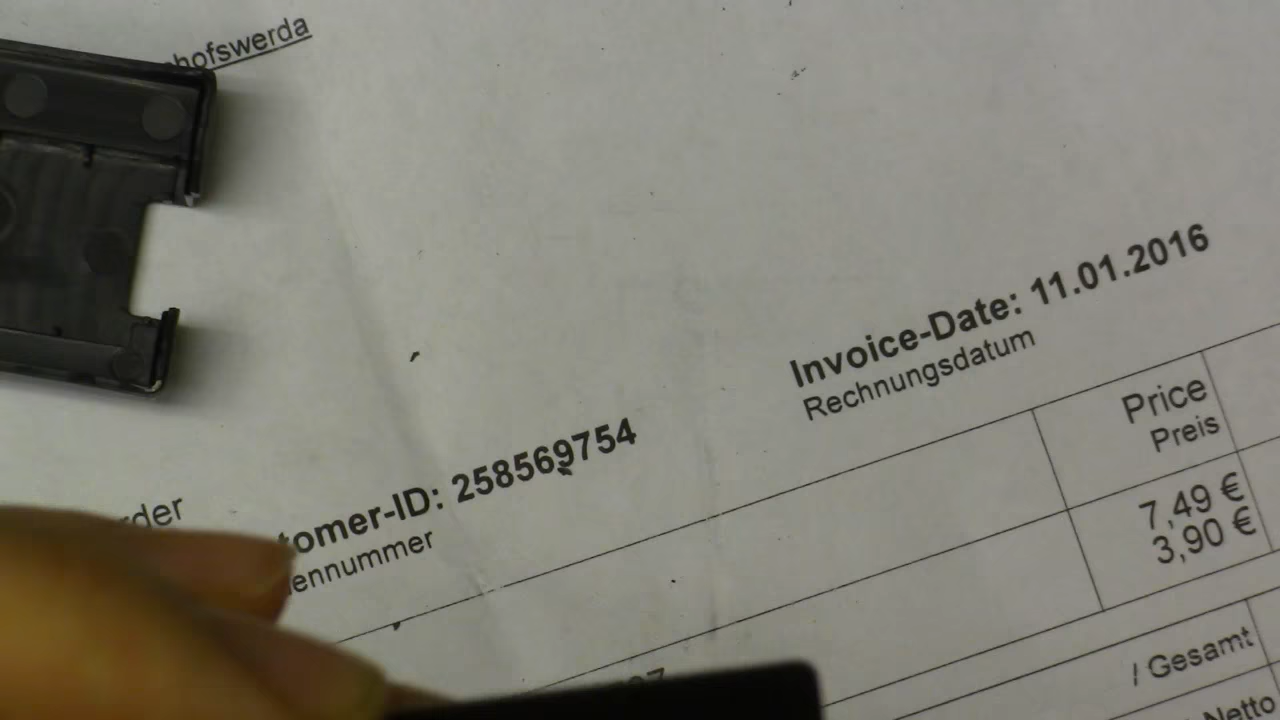 hofswerda
Invoice-Date: 11.01.2016
Rechnungsdatum
tomer-ID: 258569754
ennummer
der
Price
Preis
7,49 €
3,90 €
/ Gesamt
Netto